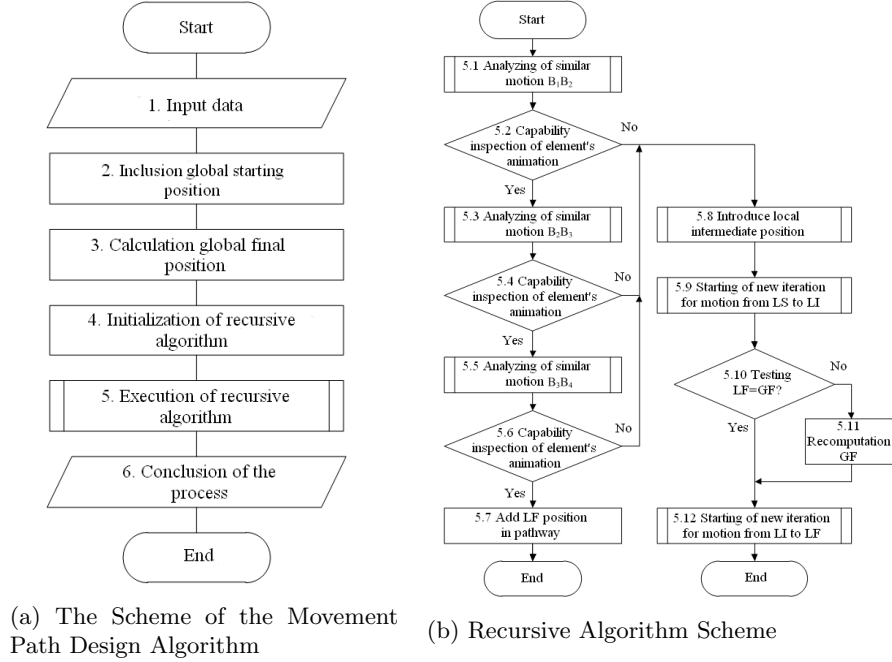 Start
1. Input data
2. Inclusion global starting
position
3. Calculation global final
position
4. Initialization of recursive
algorithm
5. Execution of recursive
algorithm
6. Conclusion of the
process
End
(a) The Scheme of the Movement
Path Design Algorithm
Start
5.1 Analyzing of similar
motion B₁B₂
5.2 Capability
inspection of element's
animation
No
Yes
5.3 Analyzing of similar
motion B₂B₃
5.4 Capability
inspection of element's
animation
No
Yes
5.5 Analyzing of similar
motion B₃B₄
5.6 Capability
inspection of element's
animation
No
Yes
5.7 Add LF position
in pathway
End
5.8 Introduce local
intermediate position
5.9 Starting of new iteration
for motion from LS to LI
5.10 Testing
LF=GF?
No
Yes
5.11
Recomputation
GF
5.12 Starting of new iteration
for motion from LI to LF
End
(b) Recursive Algorithm Scheme